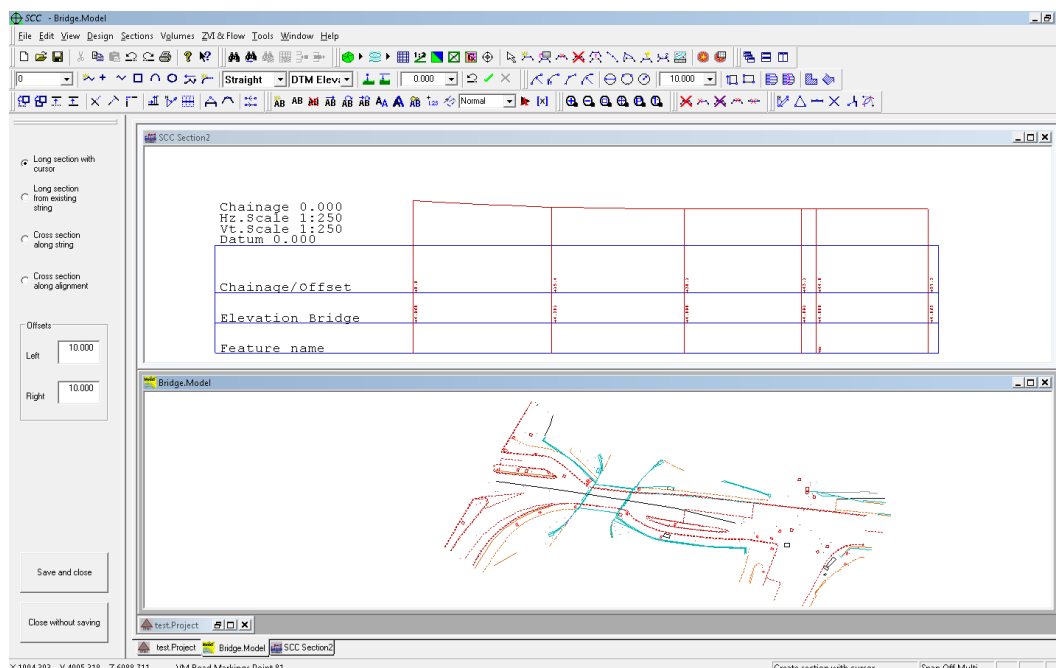 SCC - Bridge.Model
File Edit View Design Sections Volumes ZVI & Flow Tools Window Help
0 Straight DTM Elev: 0.000 10.000
Normal
Long section with cursor
Long section from existing string
Cross section along string
Cross section along alignment
Offsets
Left 10.000
Right 10.000
Save and close
Close without saving
SCC Section2
Chainage 0.000
Hz.Scale 1:250
Vt.Scale 1:250
Datum 0.000
Chainage/Offset
Elevation Bridge
Feature name
Bridge.Model
test.Project
test.Project Bridge.Model SCC Section2